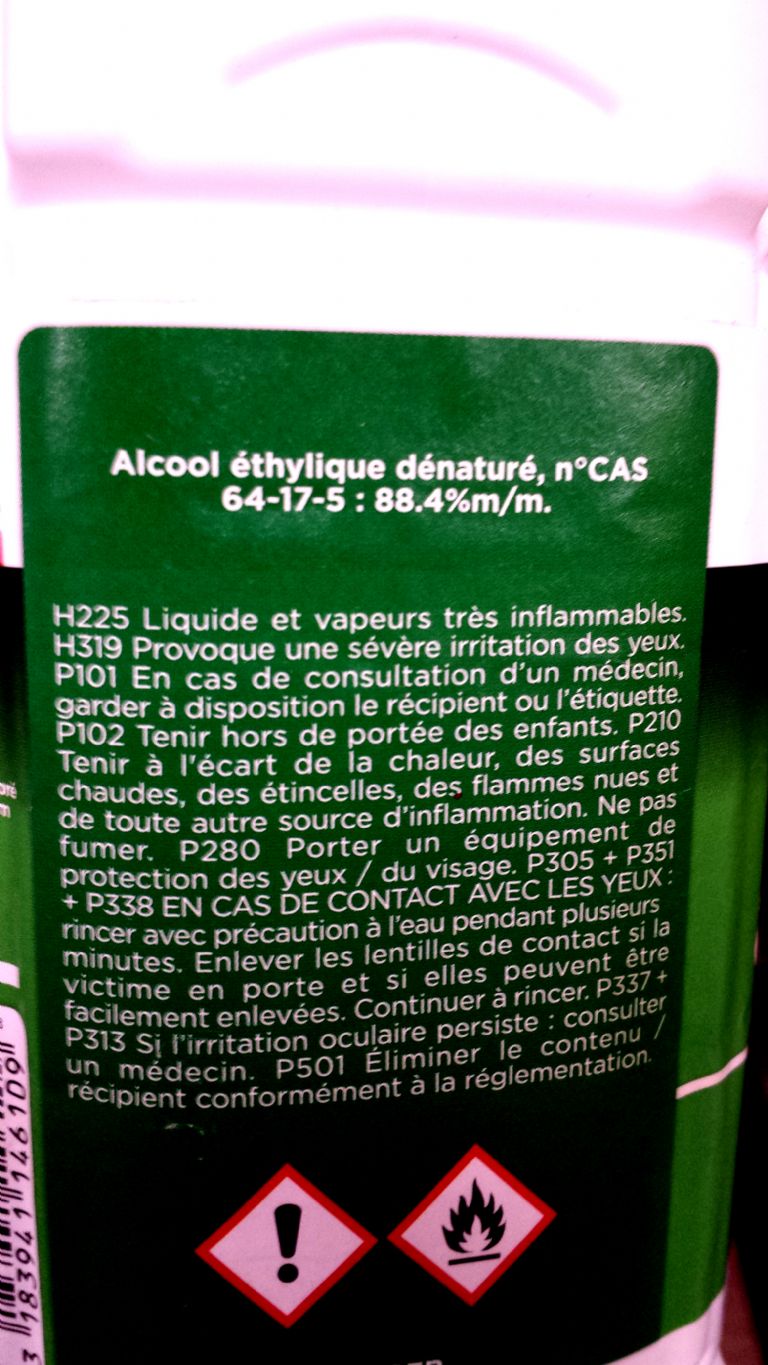 Alcool éthylique dénaturé, n°CAS
64-17-5 : 88.4%m/m.
H225 Liquide et vapeurs très inflammables.
H319 Provoque une sévère irritation des yeux.
P101 En cas de consultation d'un médecin,
garder à disposition le récipient ou l'étiquette.
P102 Tenir hors de portée des enfants. P210
Tenir à l'écart de la chaleur, des surfaces
chaudes, des étincelles, des flammes nues et
de toute autre source d'inflammation. Ne pas
fumer. P280 Porter un équipement de
protection des yeux / du visage. P305 + P351
+ P338 EN CAS DE CONTACT AVEC LES YEUX :
rincer avec précaution à l'eau pendant plusieurs
minutes. Enlever les lentilles de contact si la
victime en porte et si elles peuvent être
facilement enlevées. Continuer à rincer. P337 +
P313 Si l'irritation oculaire persiste : consulter
un médecin. P501 Éliminer le contenu /
récipient conformément à la réglementation.
3 183941 146109